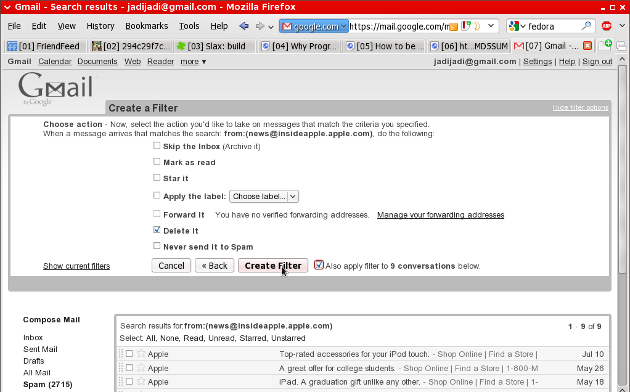 Gmail - Search results - jadijadi@gmail.com - Mozilla Firefox
File Edit View History Bookmarks Tools Help google.com https://mail.google.com/m fedora
[01] FriendFeed [02] 294c29f7c... [03] Slax: build [04] Why Progr... [05] How to be ... [06] ht...MD5SUM [07] Gmail - ...
Gmail Calendar Documents Web Reader more ▾ jadijadi@gmail.com | Settings | Help | Sign out
Gmail
by Google
Create a Filter Hide filter options
Choose action - Now, select the action you'd like to take on messages that match the criteria you specified.
When a message arrives that matches the search: from:(news@insideapple.apple.com), do the following:
Skip the Inbox (Archive it)
Mark as read
Star it
Apply the label: Choose label...
Forward it You have no verified forwarding addresses. Manage your forwarding addresses
Delete it
Never send it to Spam
Show current filters Cancel « Back Create Filter Also apply filter to 9 conversations below.
Compose Mail
Inbox
Sent Mail
Drafts
All Mail
Spam (2715)
Search results for:from:(news@insideapple.apple.com) 1 - 9 of 9
Select: All, None, Read, Unread, Starred, Unstarred
Apple Top-rated accessories for your iPod touch. - Shop Online | Find a Store | Jul 10
Apple A great offer for college students. - Shop Online | Find a Store | 1-800-M May 26
Apple iPad. A graduation gift unlike any other. - Shop Online | Find a Store | 1- May 18